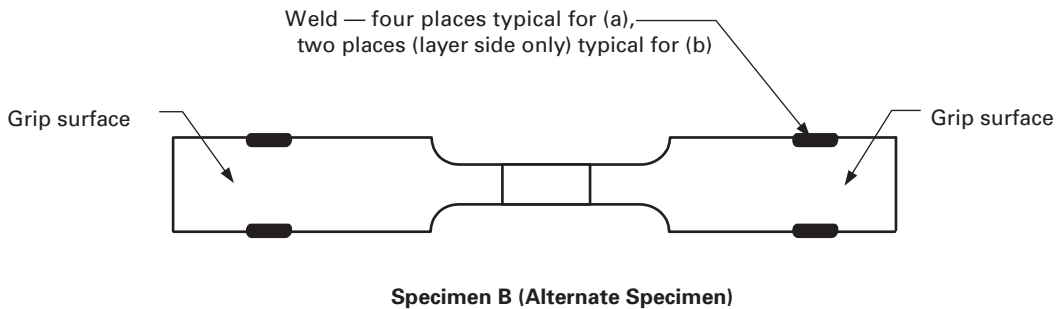 Weld — four places typical for (a),
two places (layer side only) typical for (b)
Grip surface
Grip surface
Specimen B (Alternate Specimen)